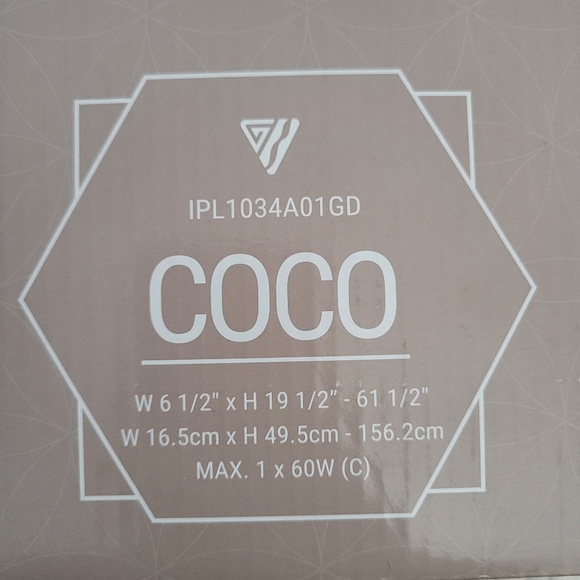 IPL1034A01GD
COCO
W 6 1/2" x H 19 1/2" - 61 1/2"
W 16.5cm x H 49.5cm - 156.2cm
MAX. 1 x 60W (C)